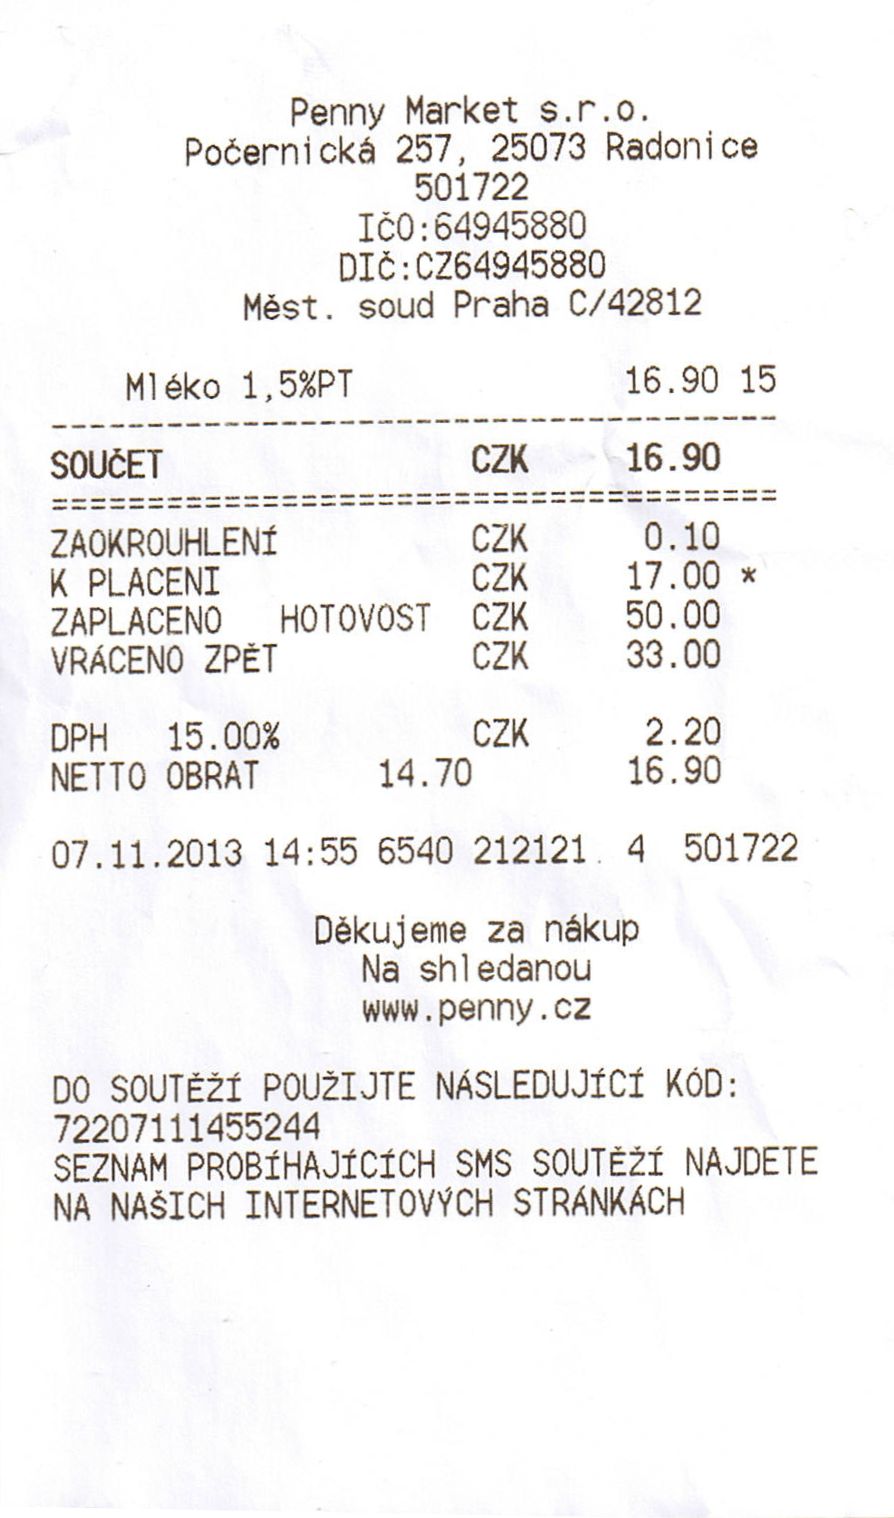 Penny Market s.r.o.
Počernická 257, 25073 Radonice
501722
IČO:64945880
DIČ:CZ64945880
Měst. soud Praha C/42812
Mléko 1,5%PT 16.90 15
SOUČET CZK 16.90
ZAOKROUHLENÍ CZK 0.10
K PLACENI CZK 17.00 *
ZAPLACENO HOTOVOST CZK 50.00
VRÁCENO ZPĚT CZK 33.00
DPH 15.00% CZK 2.20
NETTO OBRAT 14.70 16.90
07.11.2013 14:55 6540 212121 4 501722
Děkujeme za nákup
Na shledanou
www.penny.cz
DO SOUTĚŽÍ POUŽIJTE NÁSLEDUJÍCÍ KÓD:
72207111455244
SEZNAM PROBÍHAJÍCÍCH SMS SOUTĚŽÍ NAJDETE
NA NAŠICH INTERNETOVÝCH STRÁNKÁCH